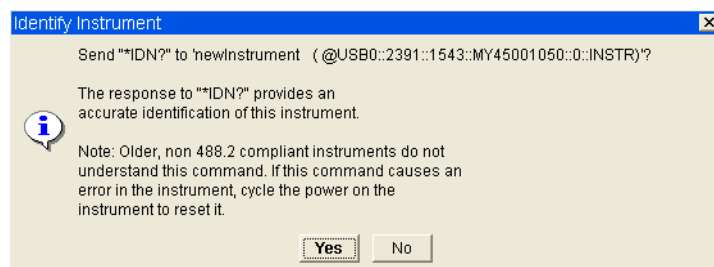 Identify Instrument
Send "*IDN?" to 'newInstrument ( @USB0::2391::1543::MY45001050::0::INSTR)'?
The response to "*IDN?" provides an
accurate identification of this instrument.
Note: Older, non 488.2 compliant instruments do not
understand this command. If this command causes an
error in the instrument, cycle the power on the
instrument to reset it.
Yes No